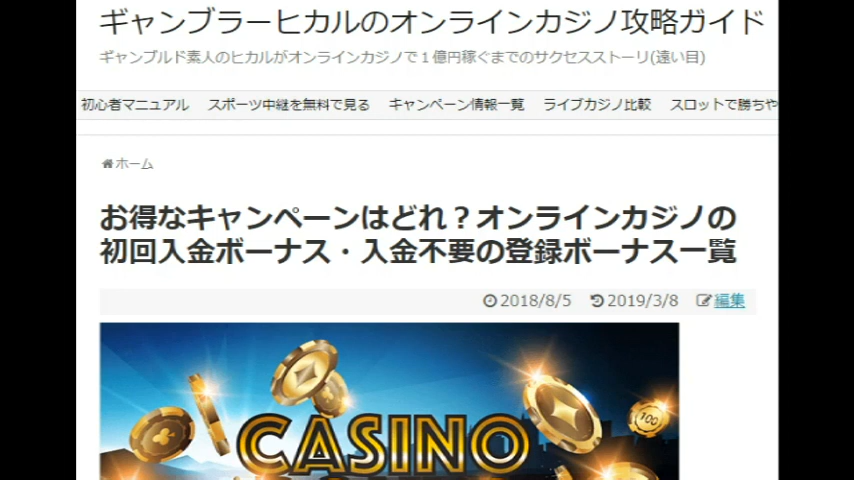 ギャンブラーヒカルのオンラインカジノ攻略ガイド
ギャンブルド素人のヒカルがオンラインカジノで１億円稼ぐまでのサクセスストーリ(遠い目)
初心者マニュアル スポーツ中継を無料で見る キャンペーン情報一覧 ライブカジノ比較 スロットで勝ちや
ホーム
お得なキャンペーンはどれ？オンラインカジノの
初回入金ボーナス・入金不要の登録ボーナス一覧
2018/8/5 2019/3/8 編集
CASINO
100